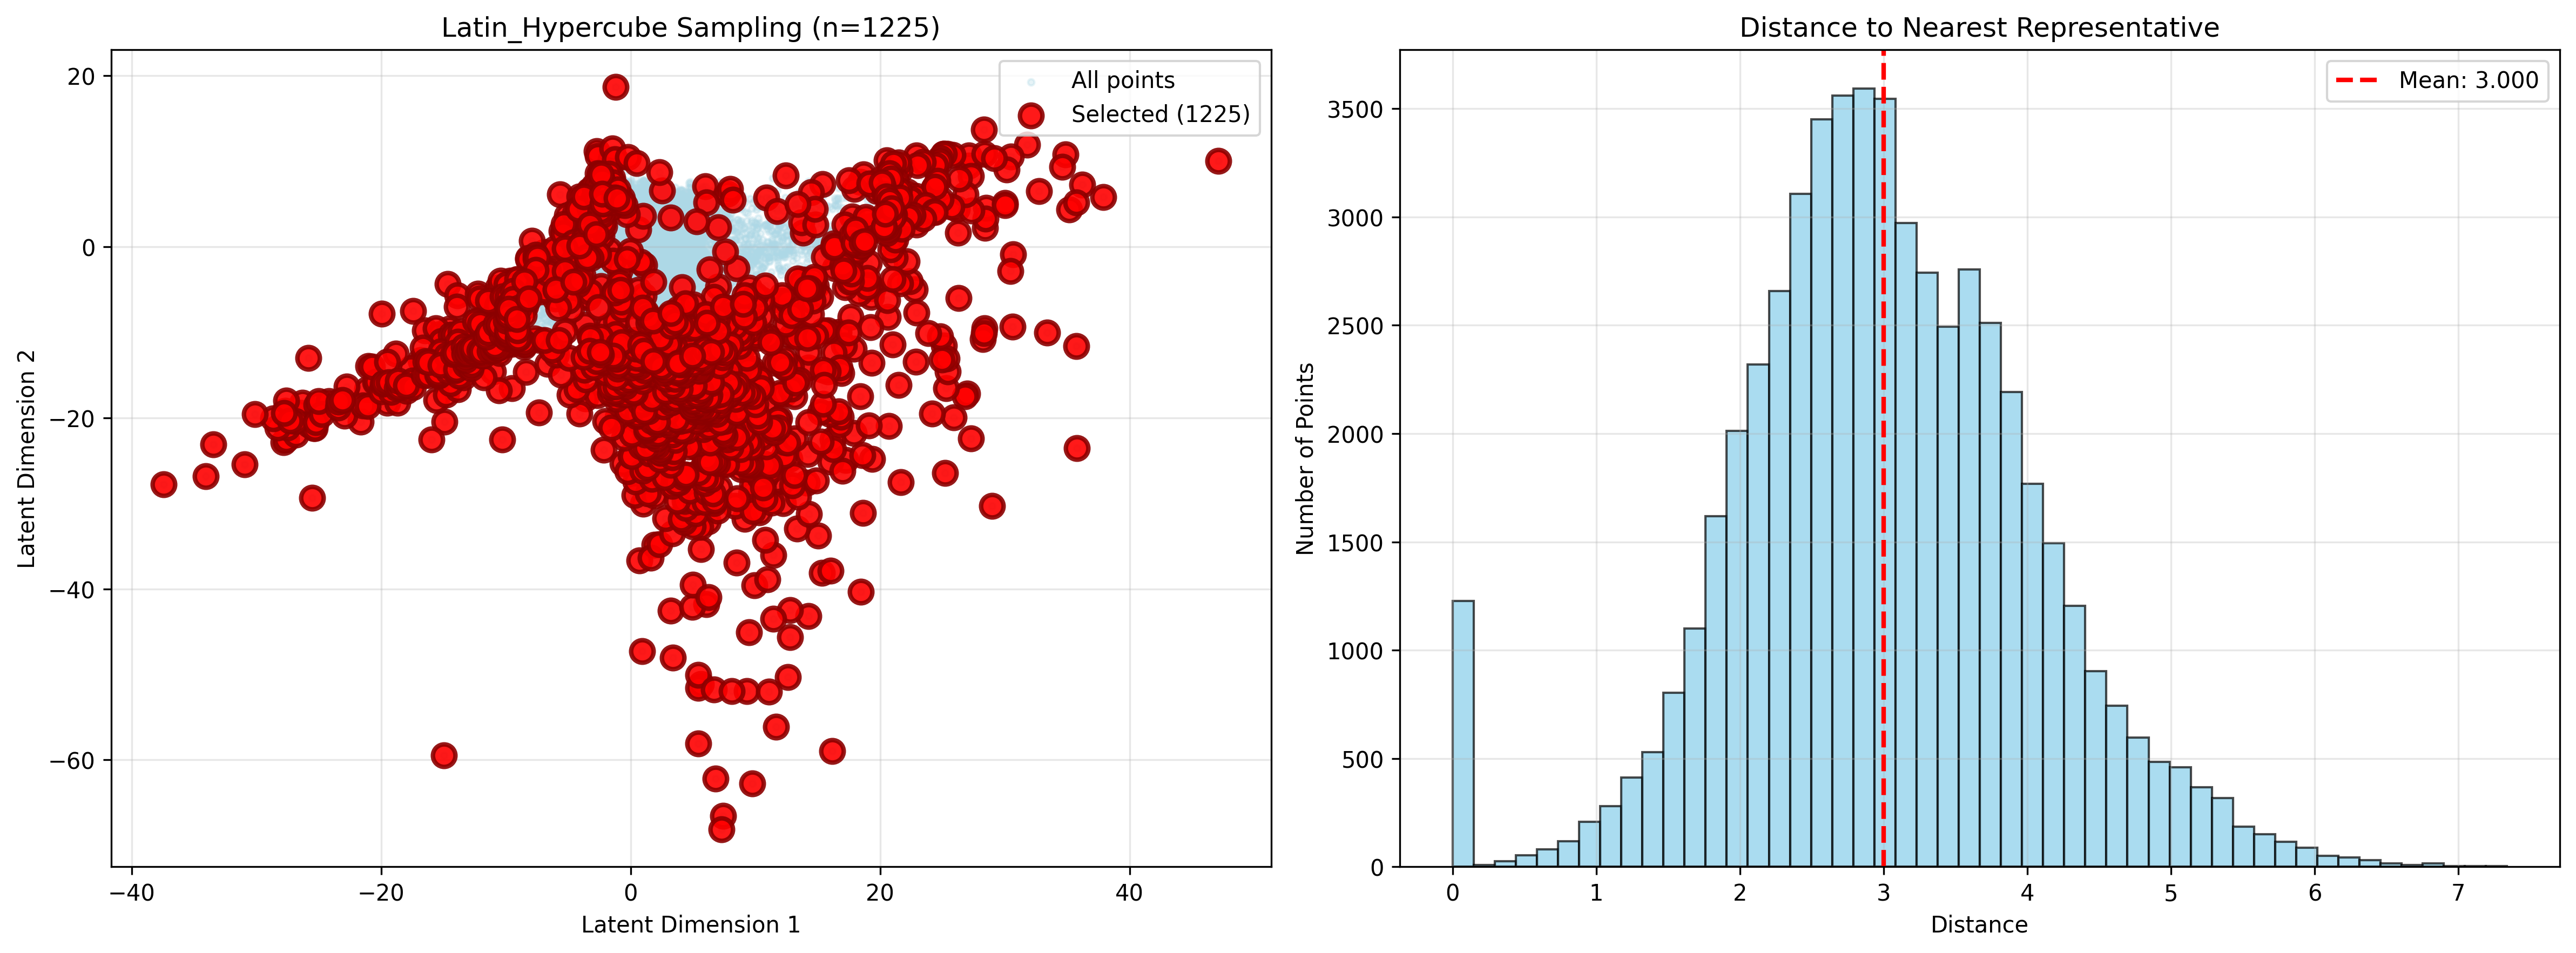 Latin_Hypercube Sampling (n=1225)
All points
Selected (1225)
20
0
−20
−40
−60
Latent Dimension 2
−40
−20
0
20
40
Latent Dimension 1
Distance to Nearest Representative
Mean: 3.000
3500
3000
2500
2000
1500
1000
500
0
Number of Points
0
1
2
3
4
5
6
7
Distance